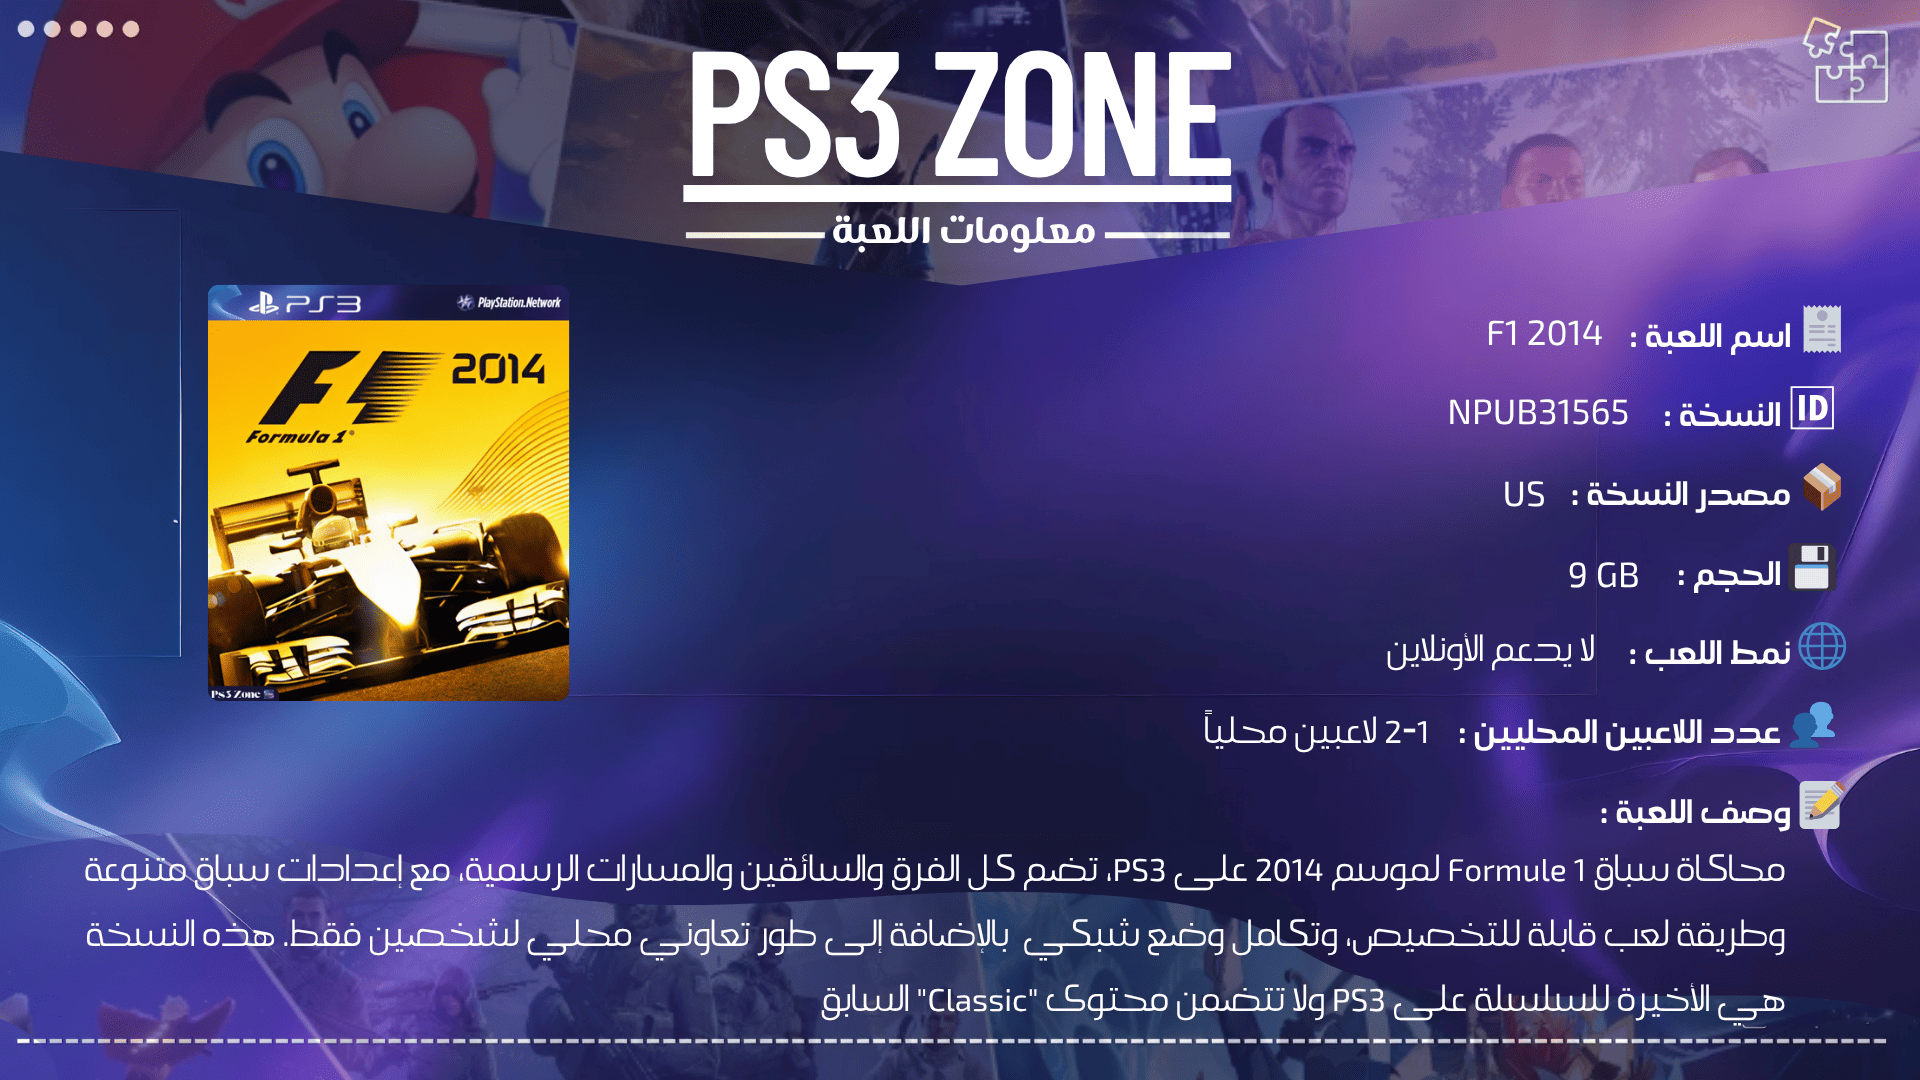 PS3 ZONE
معلومات اللعبة
PS3 PlayStation.Network
F1 2014
Formula 1®
Ps3 Zone
اسم اللعبة : F1 2014
ID النسخة : NPUB31565
مصدر النسخة : US
الحجم : 9 GB
نمط اللعب : لا يدعم الأونلاين
عدد اللاعبين المحليين : 1-2 لاعبين محلياً
وصف اللعبة :
محاكاة سباق Formule 1 لموسم 2014 على PS3، تضم كل الفرق والسائقين والمسارات الرسمية، مع إعدادات سباق متنوعة
وطريقة لعب قابلة للتخصيص، وتكامل وضع شبكي بالإضافة إلى طور تعاوني محلي لشخصين فقط. هذه النسخة
هي الأخيرة للسلسلة على PS3 ولا تتضمن محتوى "Classic" السابق